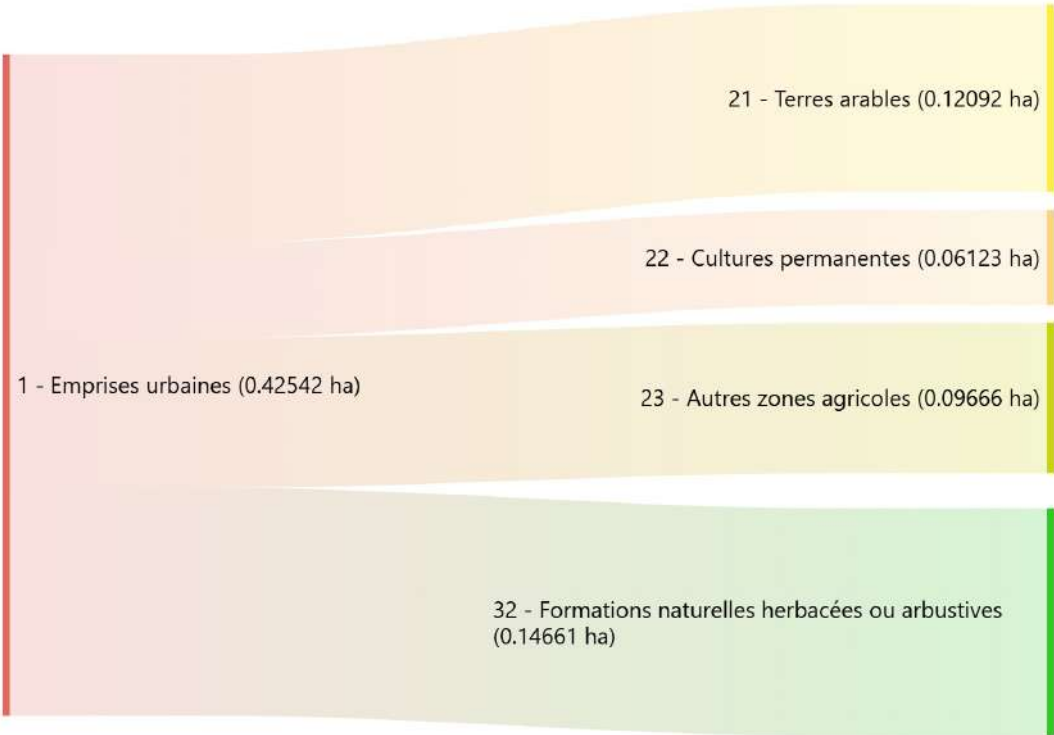 21 - Terres arables (0.12092 ha)
22 - Cultures permanentes (0.06123 ha)
1 - Emprises urbaines (0.42542 ha)
23 - Autres zones agricoles (0.09666 ha)
32 - Formations naturelles herbacées ou arbustives
(0.14661 ha)